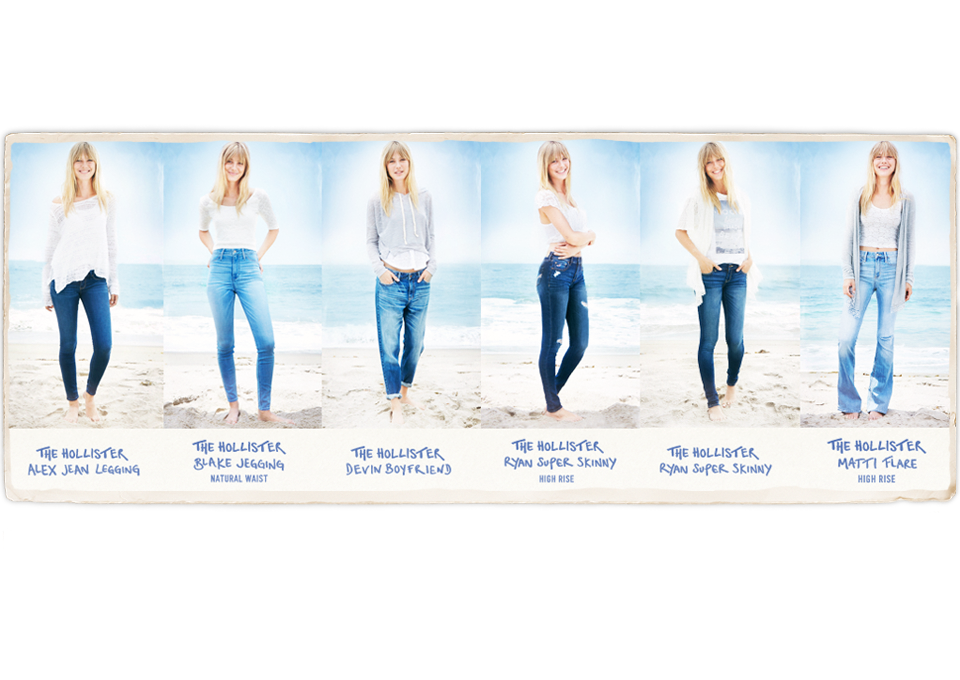 THE HOLLISTER
ALEX JEAN LEGGING
THE HOLLISTER
BLAKE JEGGING
NATURAL WAIST
THE HOLLISTER
DEVIN BOYFRIEND
THE HOLLISTER
RYAN SUPER SKINNY
HIGH RISE
THE HOLLISTER
RYAN SUPER SKINNY
THE HOLLISTER
MATTI FLARE
HIGH RISE